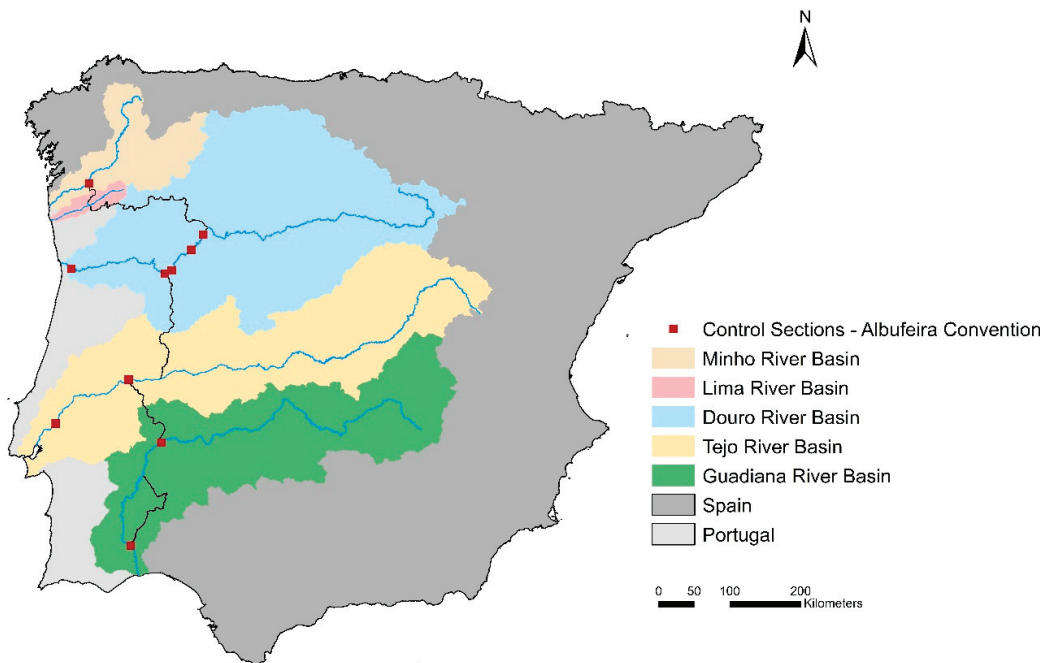 N
Control Sections - Albufeira Convention
Minho River Basin
Lima River Basin
Douro River Basin
Tejo River Basin
Guadiana River Basin
Spain
Portugal
0 50 100 200
Kilometers